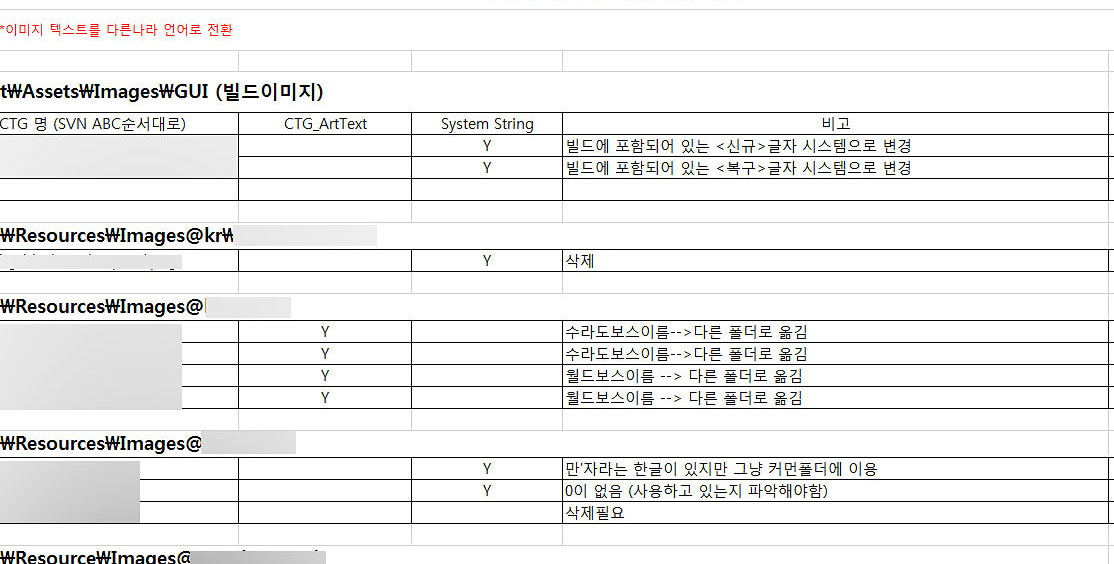 *이미지 텍스트를 다른나라 언어로 전환
t₩Assets₩Images₩GUI (빌드이미지)
CTG 명 (SVN ABC순서대로) CTG_ArtText System String 비고
Y 빌드에 포함되어 있는 <신규>글자 시스템으로 변경
Y 빌드에 포함되어 있는 <복구>글자 시스템으로 변경
₩Resources₩Images@kr₩
Y 삭제
₩Resources₩Images@
Y 수라도보스이름-->다른 폴더로 옮김
Y 수라도보스이름-->다른 폴더로 옮김
Y 월드보스이름 --> 다른 폴더로 옮김
Y 월드보스이름 --> 다른 폴더로 옮김
₩Resources₩Images@
Y 만'자라는 한글이 있지만 그냥 커먼폴더에 이용
Y 0이 없음 (사용하고 있는지 파악해야함)
삭제필요
₩Resource₩Images@